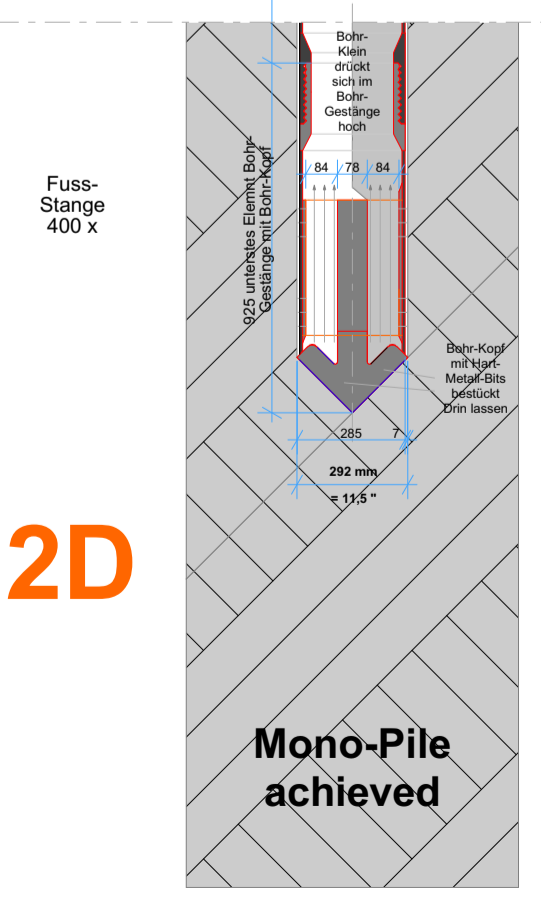 Bohr-
Klein
drückt
sich im
Bohr-
Gestänge
hoch
84 78 84
925 unterstes Elemnt Bohr-
Gestänge mit Bohr-Kopf
Fuss-
Stange
400 x
Bohr-Kopf
mit Hart-
Metall-Bits
bestückt
Drin lassen
285 7
292 mm
= 11,5 "
2D
Mono-Pile
achieved